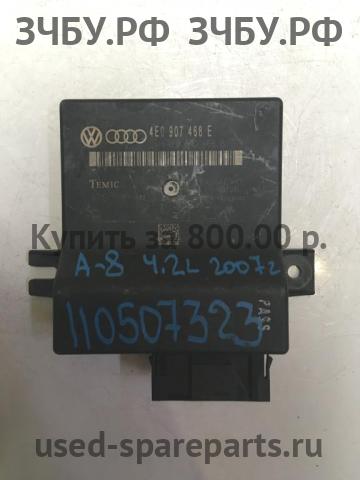 ЗЧБУ.РФ ЗЧБУ.РФ
4E0 907 468 E
TEMIC
Купить за 800.00 р.
A-8 4.2L 2007г
110507323
PASS
used-spareparts.ru